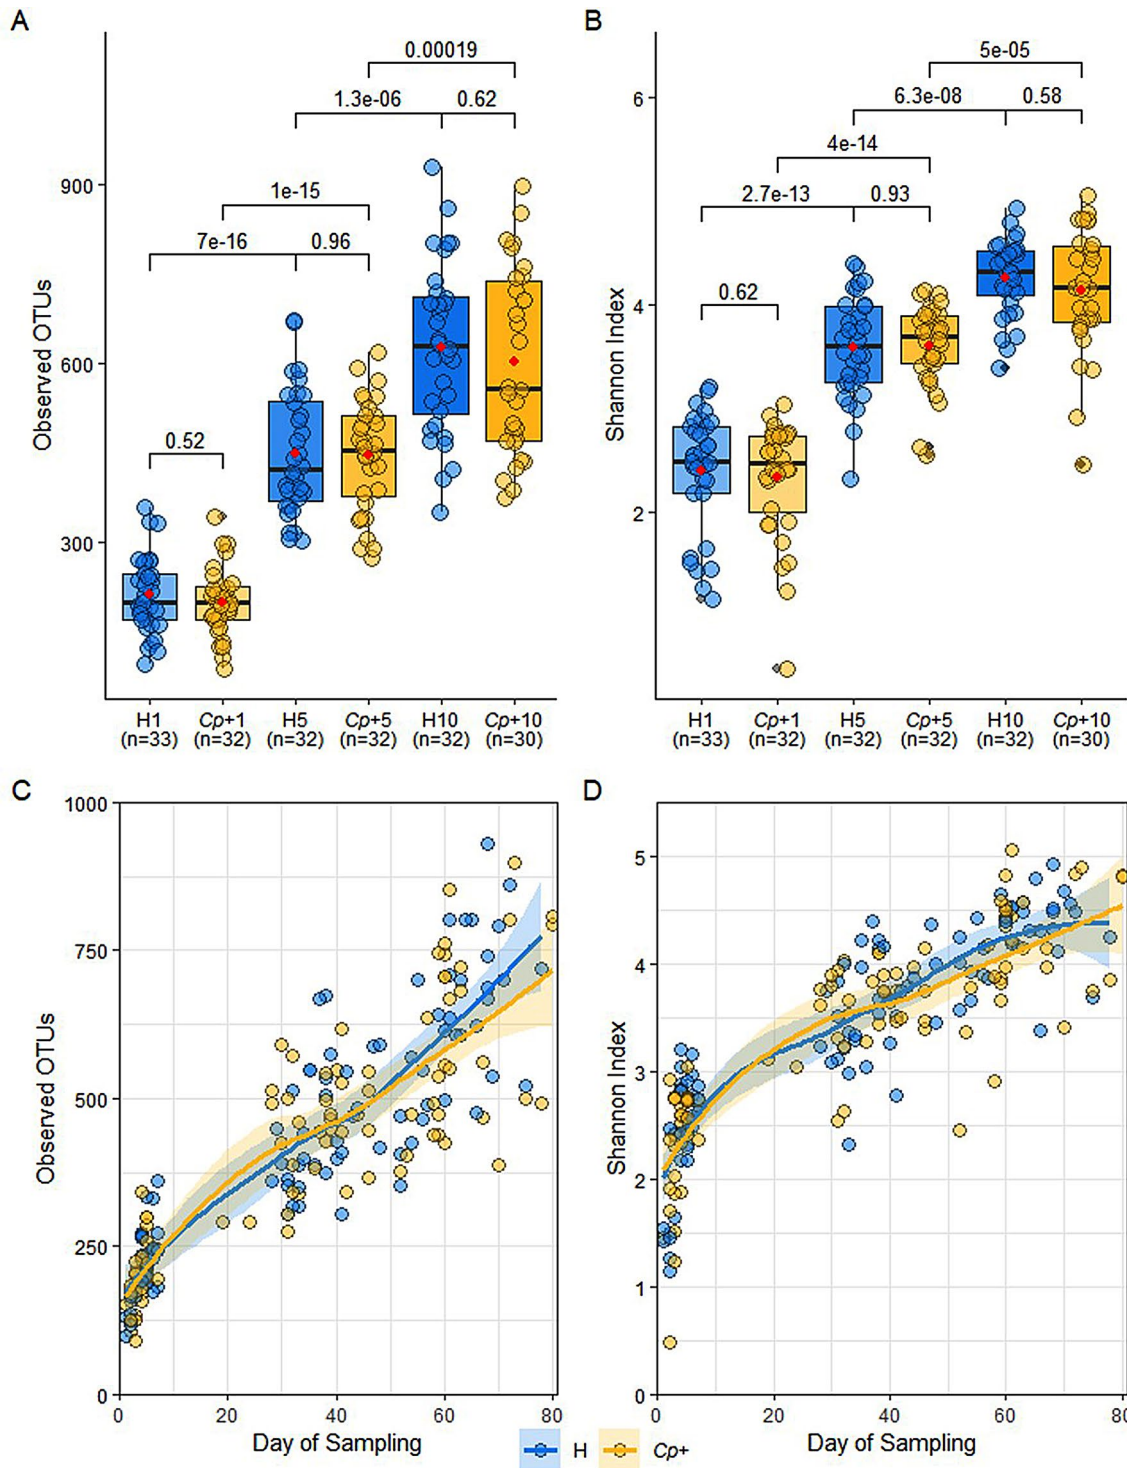 A
0.00019
1.3e-06 0.62
900
1e-15
7e-16 0.96
Observed OTUs
600
0.52
300
H1 Cp+1 H5 Cp+5 H10 Cp+10
(n=33) (n=32) (n=32) (n=32) (n=32) (n=30)
B
5e-05
6
6.3e-08 0.58
4e-14
2.7e-13 0.93
Shannon Index
4
0.62
2
H1 Cp+1 H5 Cp+5 H10 Cp+10
(n=33) (n=32) (n=32) (n=32) (n=32) (n=30)
C
1000
750
Observed OTUs
500
250
0
0 20 40 60 80
Day of Sampling
D
5
4
Shannon Index
3
2
1
0
0 20 40 60 80
Day of Sampling
H Cp+